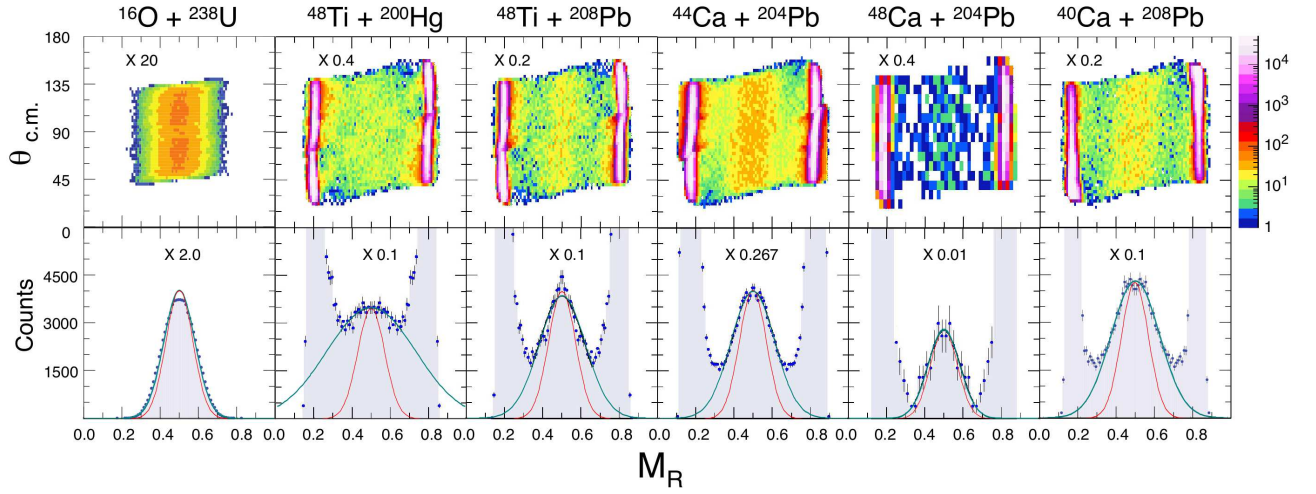 16O + 238U 48Ti + 200Hg 48Ti + 208Pb 44Ca + 204Pb 48Ca + 204Pb 40Ca + 208Pb
180
X 20 X 0.4 X 0.2 X 0.4 X 0.2
135
90
45
0
θ c.m.
10^4
10^3
10^2
10^1
1
X 2.0 X 0.1 X 0.1 X 0.267 X 0.01 X 0.1
4500
3000
1500
Counts
0.0 0.2 0.4 0.6 0.8 0.0 0.2 0.4 0.6 0.8 0.0 0.2 0.4 0.6 0.8 0.0 0.2 0.4 0.6 0.8 0.0 0.2 0.4 0.6 0.8 0.0 0.2 0.4 0.6 0.8 1.0
M_R